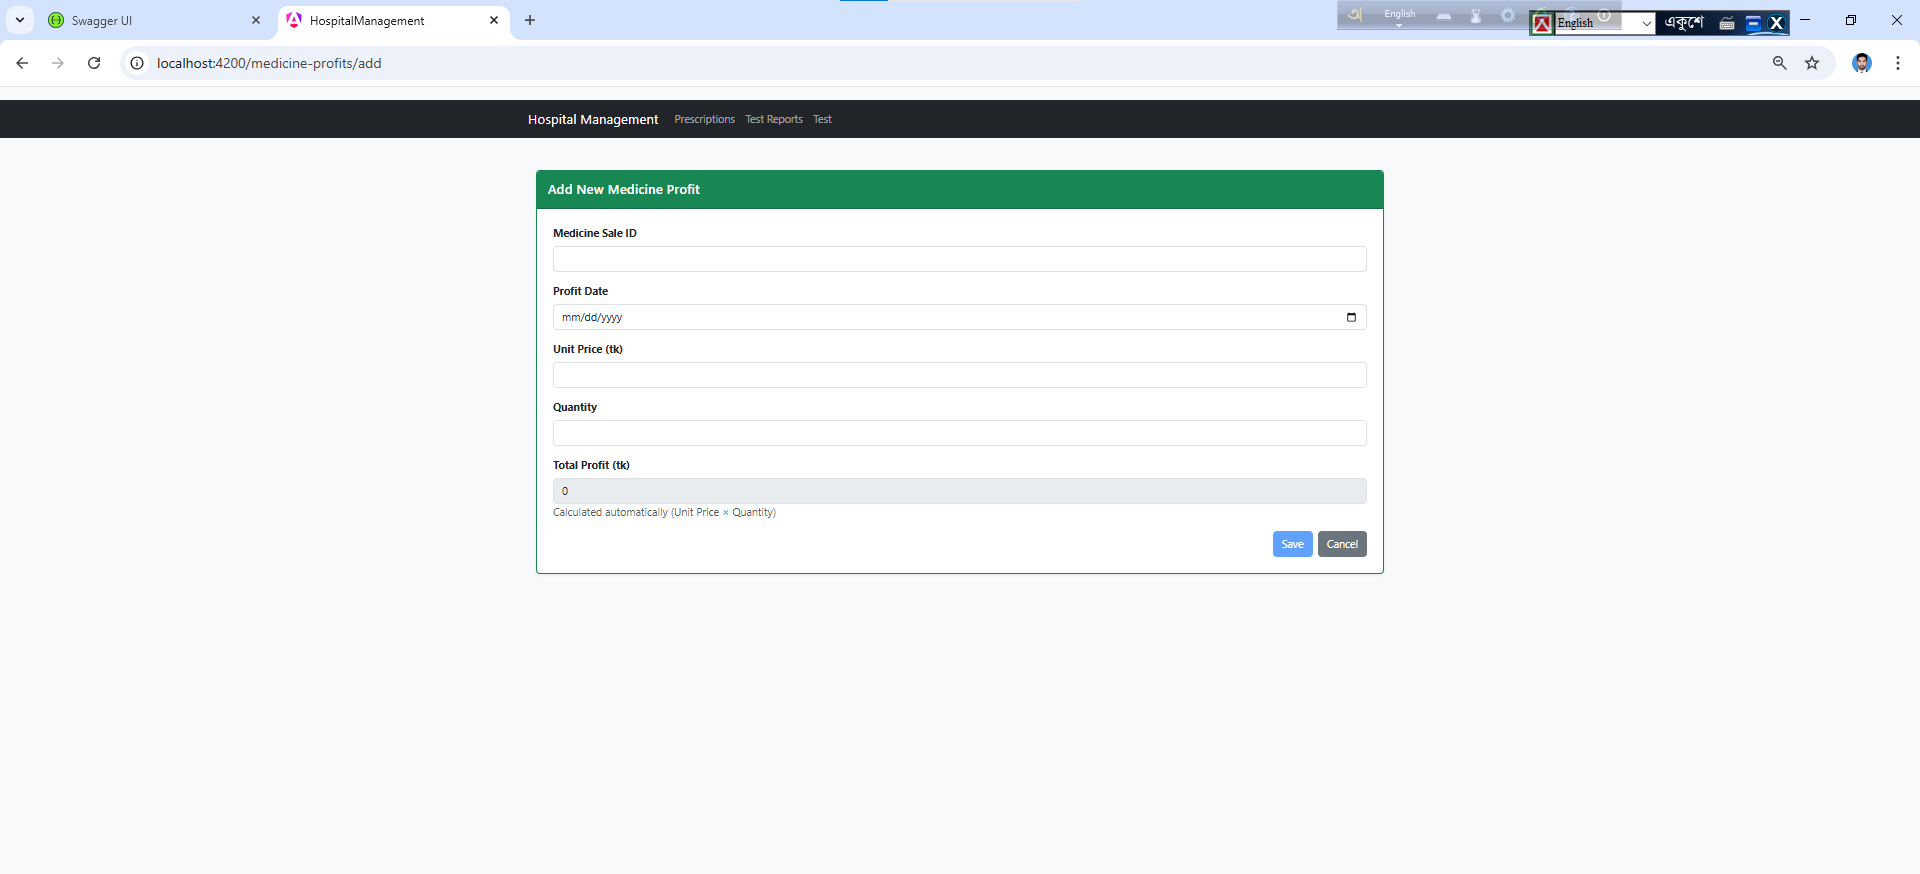 Swagger UI
HospitalManagement
English
English
একুশে
localhost:4200/medicine-profits/add
Hospital Management Prescriptions Test Reports Test
Add New Medicine Profit
Medicine Sale ID
Profit Date
mm/dd/yyyy
Unit Price (tk)
Quantity
Total Profit (tk)
0
Calculated automatically (Unit Price × Quantity)
Save Cancel